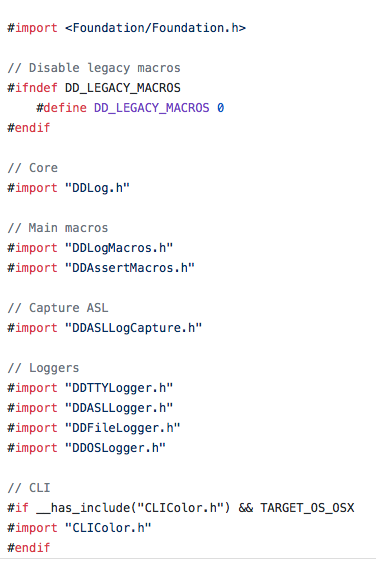 #import <Foundation/Foundation.h>
// Disable legacy macros
#ifndef DD_LEGACY_MACROS
#define DD_LEGACY_MACROS 0
#endif
// Core
#import "DDLog.h"
// Main macros
#import "DDLogMacros.h"
#import "DDAssertMacros.h"
// Capture ASL
#import "DDASLLogCapture.h"
// Loggers
#import "DDTTYLogger.h"
#import "DDASLLogger.h"
#import "DDFileLogger.h"
#import "DDOSLogger.h"
// CLI
#if __has_include("CLIColor.h") && TARGET_OS_OSX
#import "CLIColor.h"
#endif